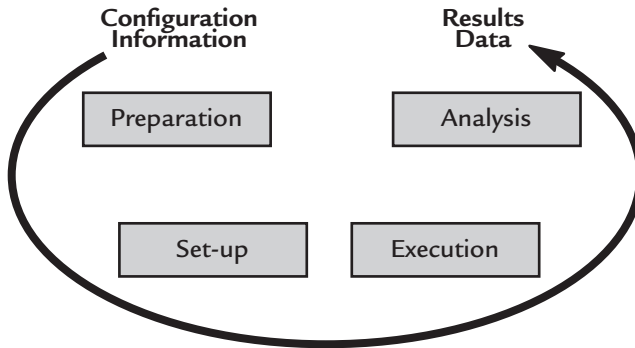 Configuration
Information
Results
Data
Preparation
Analysis
Set-up
Execution